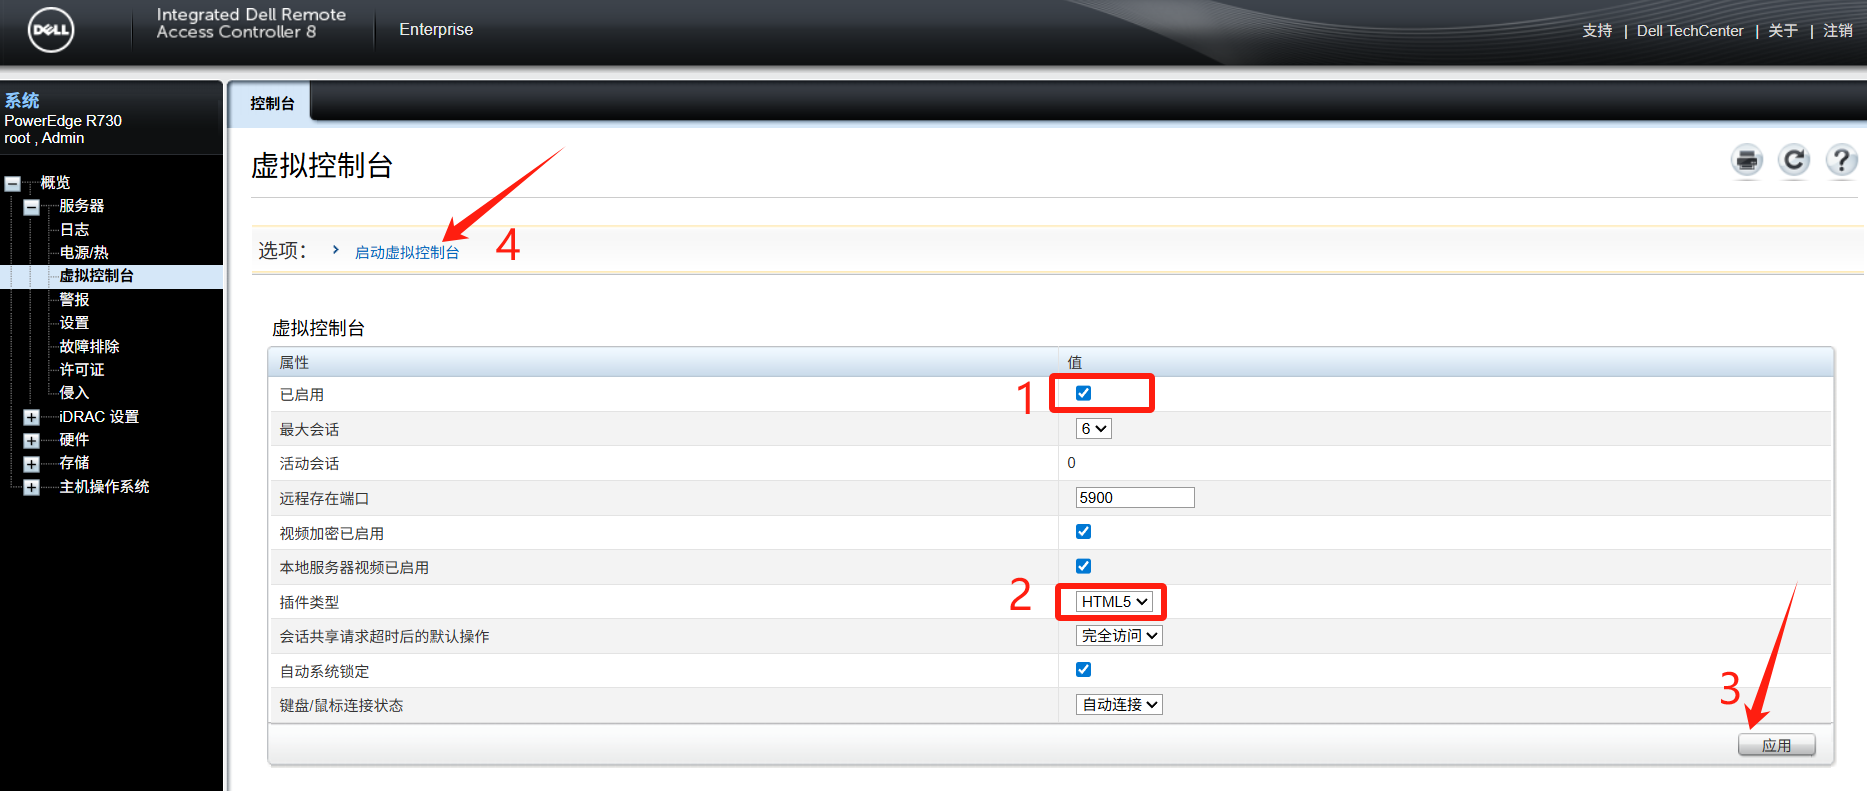 DELL
Integrated Dell Remote
Access Controller 8
Enterprise
支持 | Dell TechCenter | 关于 | 注销
系统
PowerEdge R730
root , Admin
概览
服务器
日志
电源/热
虚拟控制台
警报
设置
故障排除
许可证
侵入
iDRAC 设置
硬件
存储
主机操作系统
控制台
虚拟控制台
选项： › 启动虚拟控制台 4
虚拟控制台
属性 值
已启用 1
最大会话 6
活动会话 0
远程存在端口 5900
视频加密已启用
本地服务器视频已启用
插件类型 2 HTML5
会话共享请求超时后的默认操作 完全访问
自动系统锁定
键盘/鼠标连接状态 自动连接
3
应用